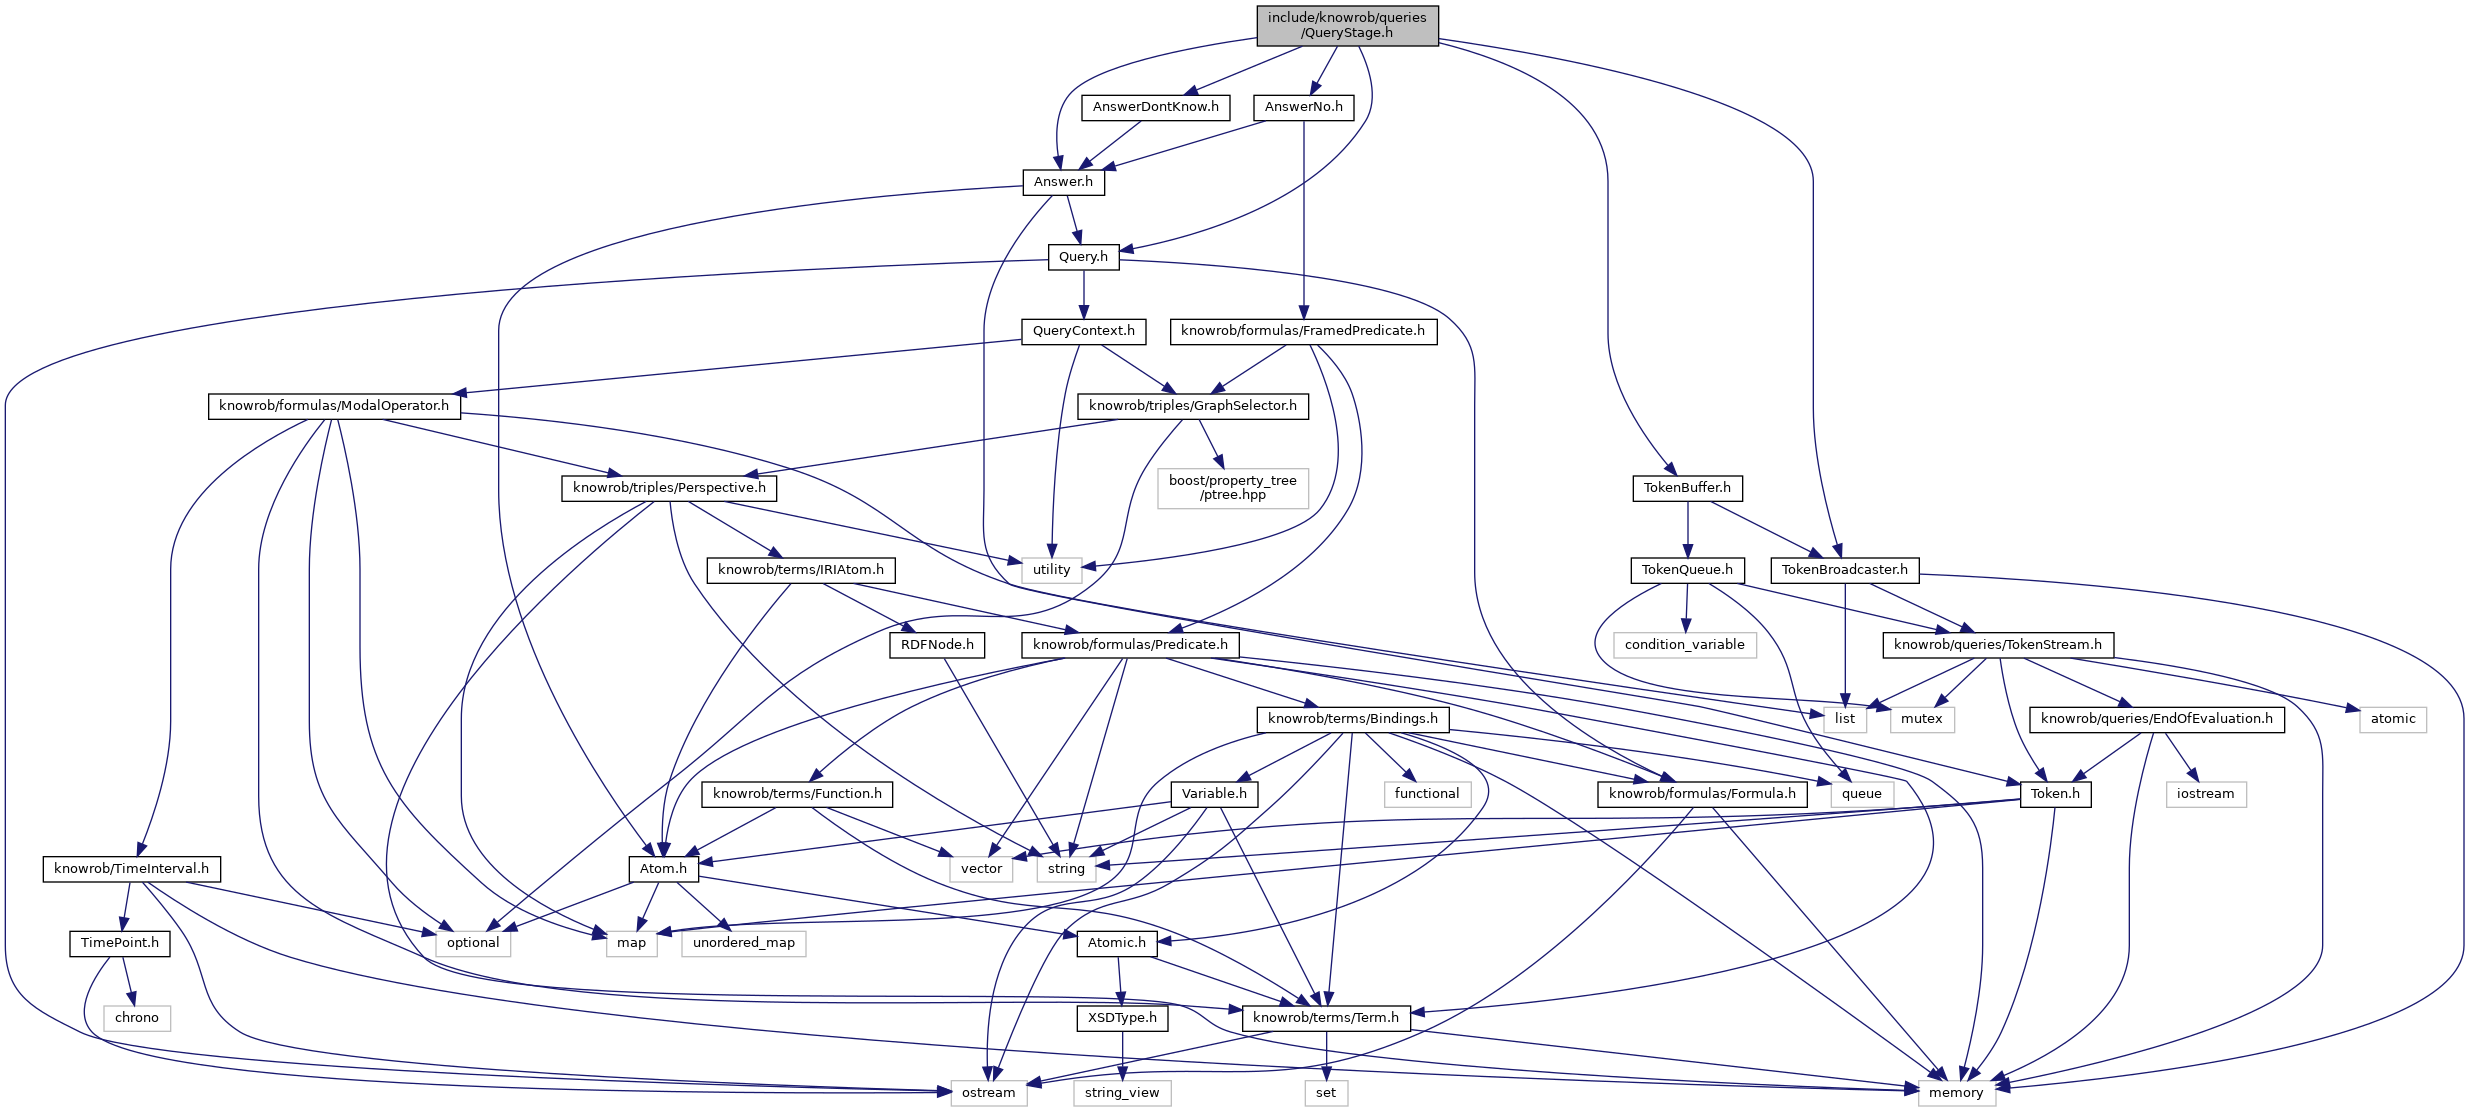 include/knowrob/queries
/QueryStage.h
AnswerDontKnow.h
AnswerNo.h
Answer.h
Query.h
QueryContext.h
knowrob/formulas/FramedPredicate.h
knowrob/formulas/ModalOperator.h
knowrob/triples/GraphSelector.h
knowrob/triples/Perspective.h
boost/property_tree
/ptree.hpp
TokenBuffer.h
knowrob/terms/IRIAtom.h
utility
TokenQueue.h
TokenBroadcaster.h
RDFNode.h
knowrob/formulas/Predicate.h
condition_variable
knowrob/queries/TokenStream.h
knowrob/terms/Bindings.h
list
mutex
knowrob/queries/EndOfEvaluation.h
atomic
knowrob/terms/Function.h
Variable.h
functional
knowrob/formulas/Formula.h
queue
Token.h
iostream
knowrob/TimeInterval.h
Atom.h
vector
string
TimePoint.h
optional
map
unordered_map
Atomic.h
chrono
XSDType.h
knowrob/terms/Term.h
ostream
string_view
set
memory